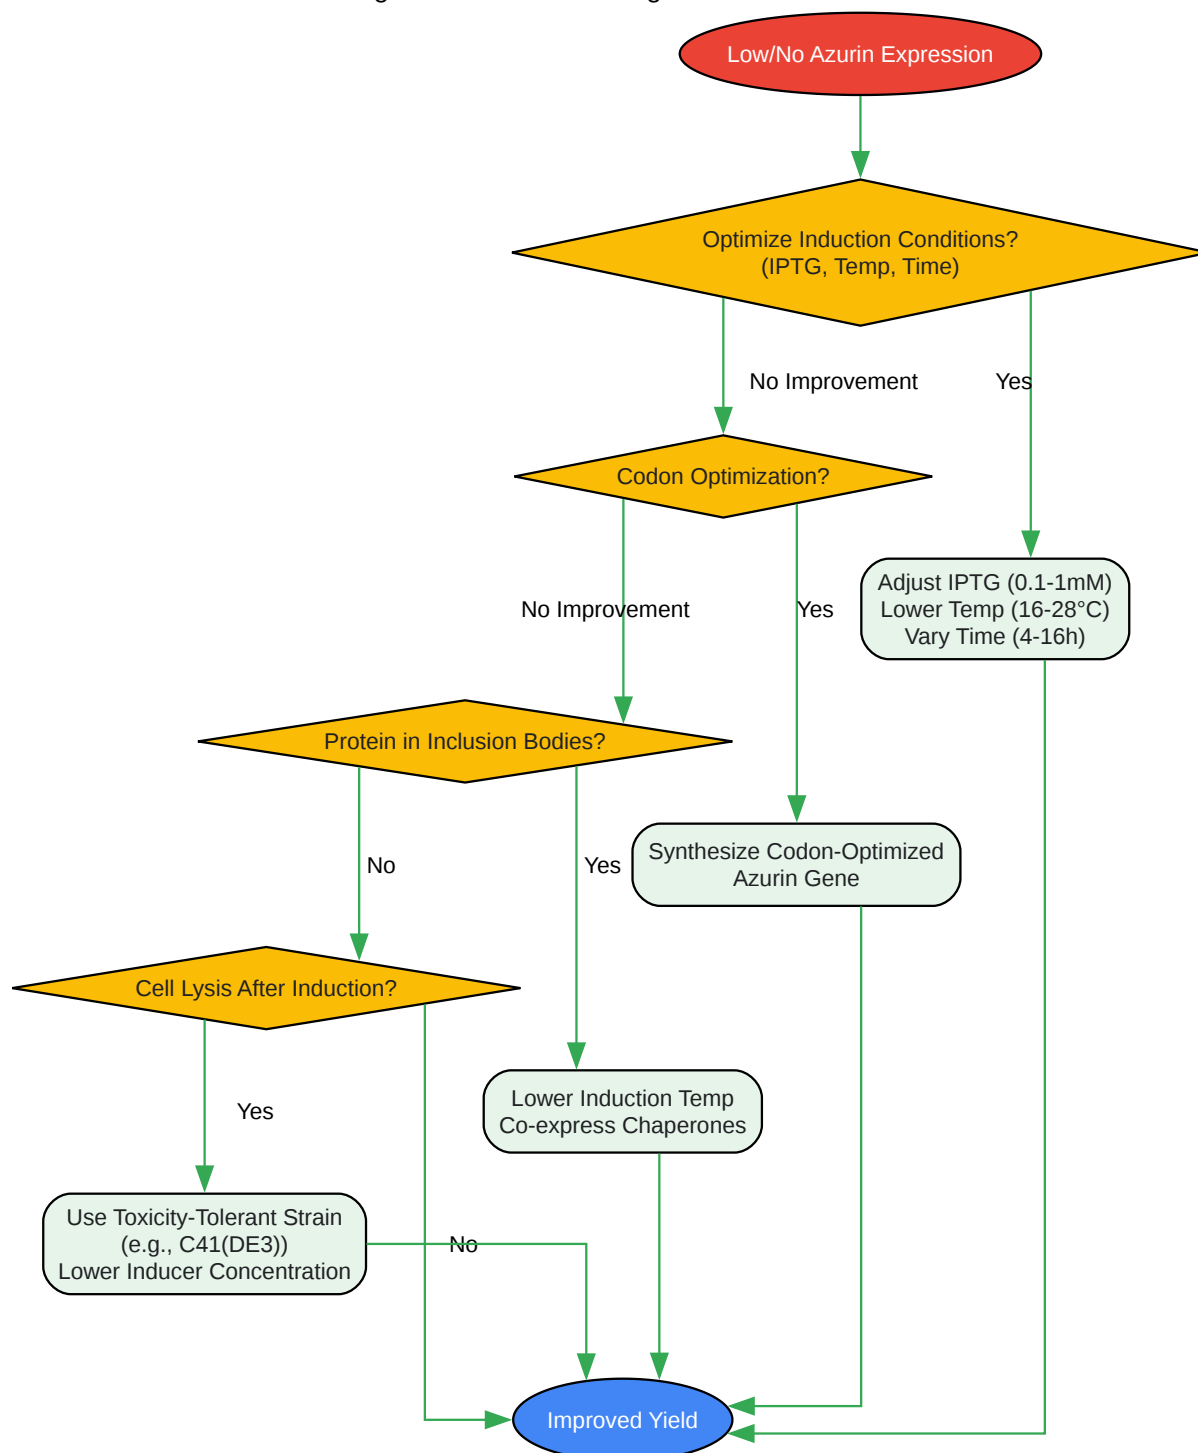 Low/No Azurin Expression
Optimize Induction Conditions?
(IPTG, Temp, Time)
No Improvement
Yes
Codon Optimization?
Adjust IPTG (0.1-1mM)
Lower Temp (16-28°C)
Vary Time (4-16h)
No Improvement
Yes
Protein in Inclusion Bodies?
Synthesize Codon-Optimized
Azurin Gene
No
Yes
Cell Lysis After Induction?
Lower Induction Temp
Co-express Chaperones
Yes
Use Toxicity-Tolerant Strain
(e.g., C41(DE3))
Lower Inducer Concentration
No
Improved Yield